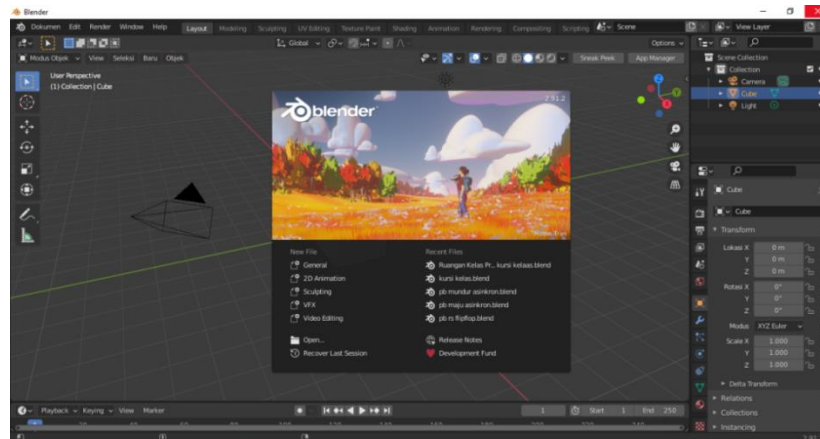 Blender
Dokumen Edit Render Window Help Layout Modeling Sculpting UV Editing Texture Paint Shading Animation Rendering Compositing Scripting Scene View Layer
Global Options
Modus Objek View Seleksi Baru Objek Sneak Peek App Manager
User Perspective
(1) Collection | Cube
Scene Collection
Collection
Camera
Cube
Light
blender
2.91.2
New File
General
2D Animation
Sculpting
VFX
Video Editing
Open...
Recover Last Session
Recent Files
Ruangan Kelas Pr... kursi kelaas.blend
kursi kelas.blend
pb mundur asinkron.blend
pb maju asinkron.blend
pb rs flipflop.blend
Release Notes
Development Fund
Cube
Cube
Transform
Lokasi X 0 m
Y 0 m
Z 0 m
Rotasi X 0°
Y 0°
Z 0°
Modus XYZ Euler
Scale X 1.000
Y 1.000
Z 1.000
Delta Transform
Relations
Collections
Instancing
Playback Keying View Marker 1 Start 1 End 250